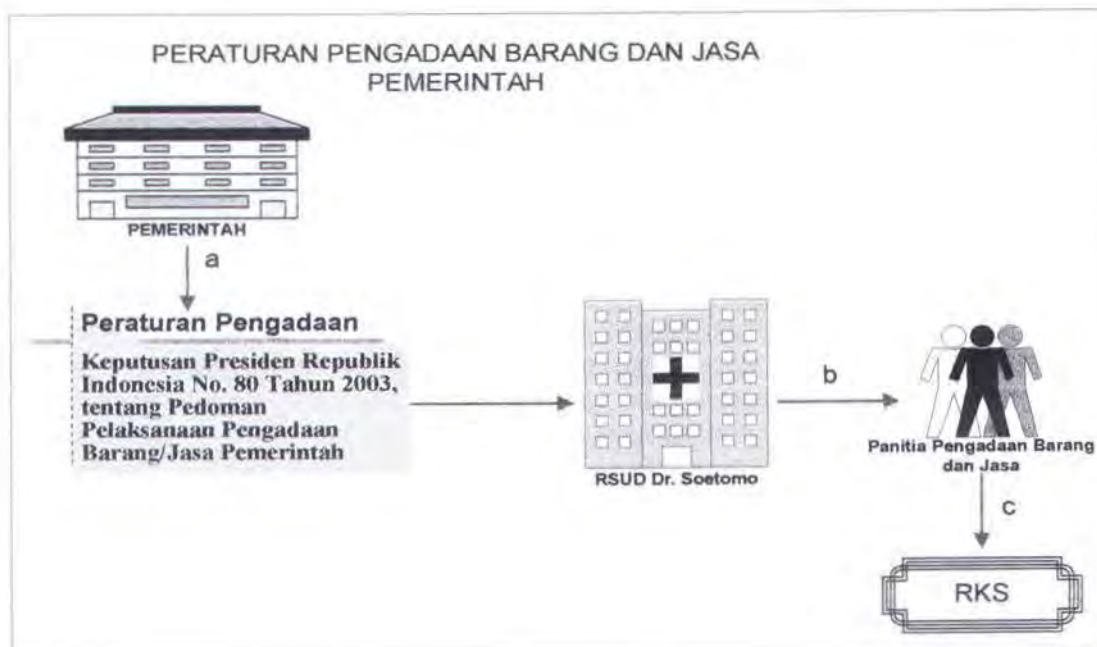 PERATURAN PENGADAAN BARANG DAN JASA
PEMERINTAH
PEMERINTAH
a
Peraturan Pengadaan
Keputusan Presiden Republik
Indonesia No. 80 Tahun 2003,
tentang Pedoman
Pelaksanaan Pengadaan
Barang/Jasa Pemerintah
RSUD Dr. Soetomo
b
Panitia Pengadaan Barang
dan Jasa
c
RKS